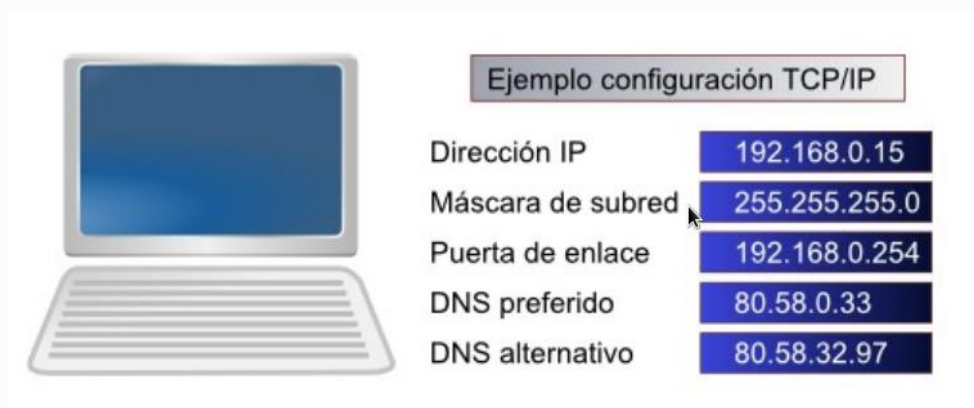 Ejemplo configuración TCP/IP
Dirección IP 192.168.0.15
Máscara de subred 255.255.255.0
Puerta de enlace 192.168.0.254
DNS preferido 80.58.0.33
DNS alternativo 80.58.32.97